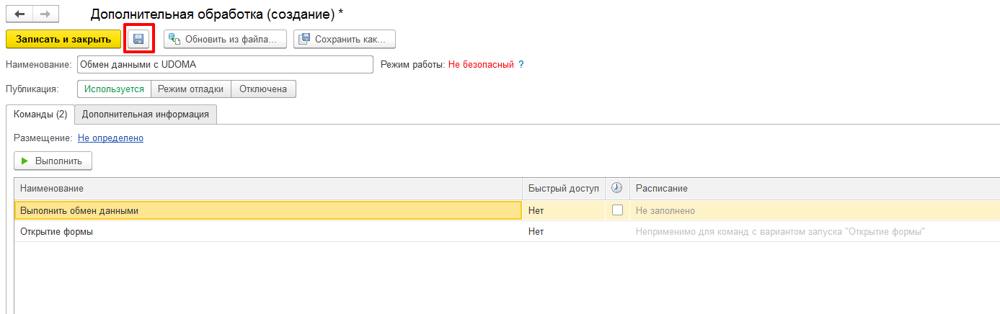 Дополнительная обработка (создание) *
Записать и закрыть Обновить из файла... Сохранить как...
Наименование: Обмен данными с UDOMA Режим работы: Не безопасный ?
Публикация: Используется Режим отладки Отключена
Команды (2) Дополнительная информация
Размещение: Не определено
Выполнить
Наименование Быстрый доступ Расписание
Выполнить обмен данными Нет Не заполнено
Открытие формы Нет Неприменимо для команд с вариантом запуска "Открытие формы"